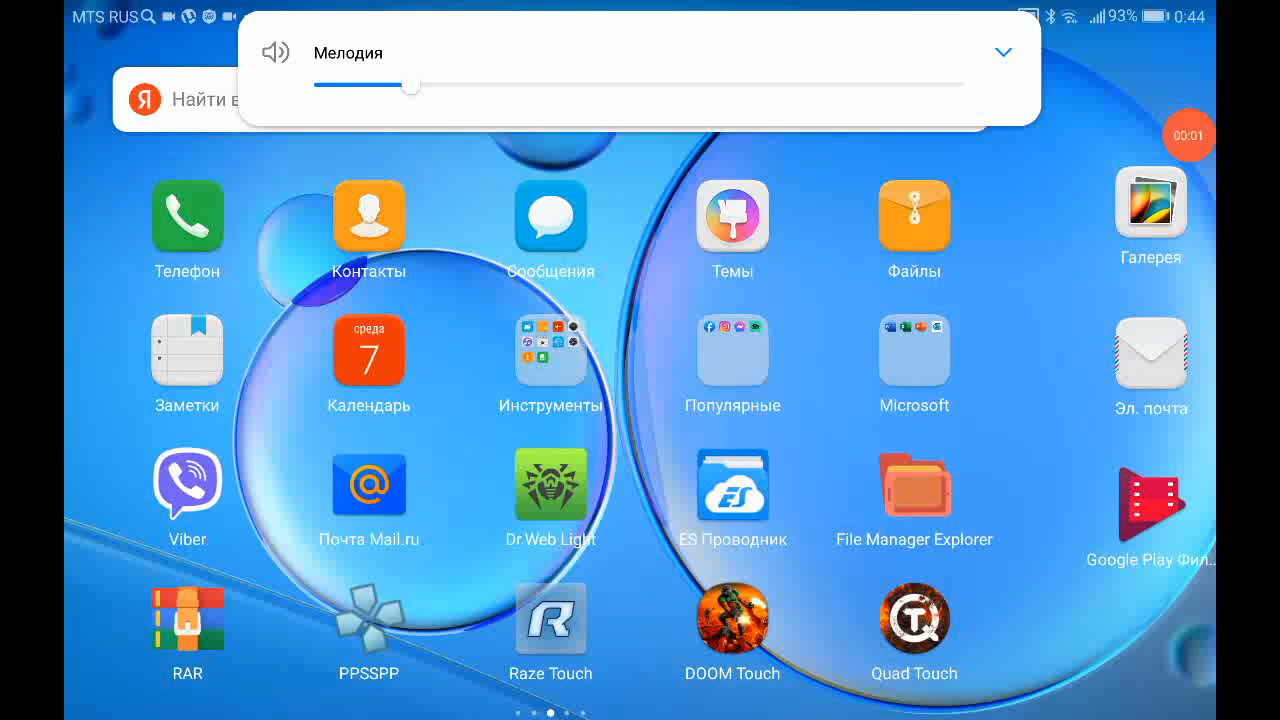 MTS RUS
93% 0:44
Мелодия
Я Найти в
00:01
Телефон Контакты Сообщения Темы Файлы Галерея
среда
7
Заметки Календарь Инструменты Популярные Microsoft Эл. почта
ES
Viber Почта Mail.ru Dr.Web Light ES Проводник File Manager Explorer Google Play Фил..
RAR PPSSPP Raze Touch DOOM Touch Quad Touch